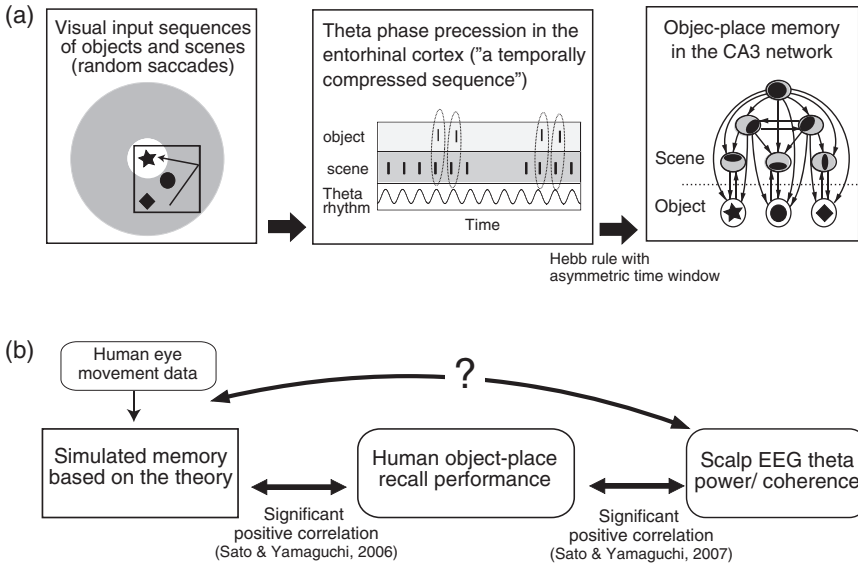 (a)
Visual input sequences
of objects and scenes
(random saccades)
Theta phase precession in the
entorhinal cortex ("a temporally
compressed sequence")
object
scene
Theta
rhythm
Time
Hebb rule with
asymmetric time window
Objec-place memory
in the CA3 network
Scene
Object
(b)
Human eye
movement data
?
Simulated memory
based on the theory
Significant
positive correlation
(Sato & Yamaguchi, 2006)
Human object-place
recall performance
Significant
positive correlation
(Sato & Yamaguchi, 2007)
Scalp EEG theta
power/ coherence